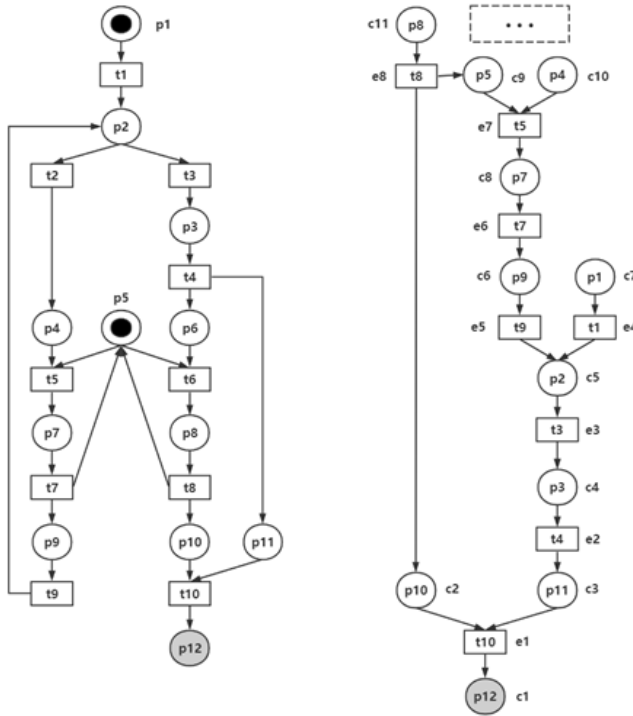 p1
t1
p2
t2 t3
p3
t4
p5
p4 p6
t5 t6
p7 p8
t7 t8
p9 p10 p11
t9 t10
p12
c11 p8 ...
e8 t8 p5 c9 p4 c10
e7 t5
c8 p7
e6 t7
c6 p9 p1 c7
e5 t9 t1 e4
p2 c5
t3 e3
p3 c4
t4 e2
p10 c2 p11 c3
t10 e1
p12 c1